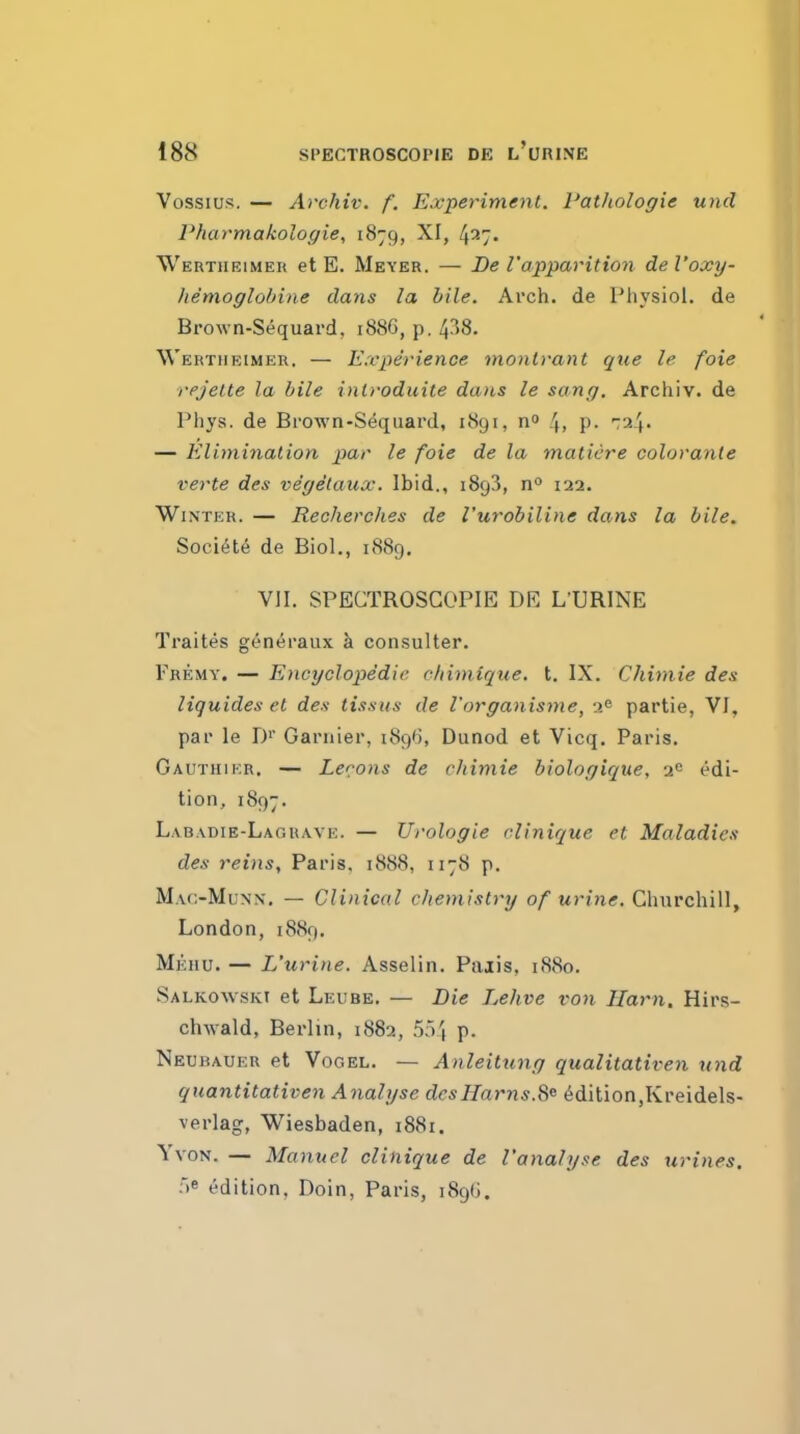 188 SPECTROSCOPIE DE L'URINE
Vossius. — Archiv. f. Experiment. Pathologie und
Pharmakologie, 1879, XI, 427.
Wertheimer et E. Meyer. — De l'apparition de l'oxy-
hémoglobine dans la bile. Arch. de Physiol. de
Brown-Séquard, 1886, p. 438.
Wertheimer. — Expérience montrant que le foie
rejette la bile introduite dans le sang. Archiv. de
Phys. de Brown-Séquard, 1891, n° 4, p. 724.
— Élimination par le foie de la matière colorante
verte des végétaux. Ibid., 1893, n° 122.
Winter. — Recherches de l'urobiline dans la bile.
Société de Biol., 1889.
VII. SPECTROSCOPIE DE L'URINE
Traités généraux à consulter.
Frémy. — Encyclopédie chimique. t. IX. Chimie des
liquides et des tissus de l'organisme, 2e partie, VI,
par le Dr Garnier, 1896, Dunod et Vicq. Paris.
Gauthier. — Leçons de chimie biologique, 2e édi-
tion, 1897.
Labadie-Lagrave. — Urologie clinique et Maladies
des reins, Paris, 1888, 1178 p.
Mac-Munn. — Clinical chemistry of urine. Churchill,
London, 1889.
Méhu. — L'urine. Asselin. Paris, 1880.
Salkowski et Leube. — Die Lehve von Harn. Hirs-
chwald, Berlin, 1882, 554 p.
Neubauer et Vogel. — Anleitung qualitativen und
quantitativen Analyse des Harns. 8e édition, Kreidels-
verlag, Wiesbaden, 1881.
Yvon. — Manuel clinique de l'analyse des urines.
5e édition, Doin, Paris, 1896.